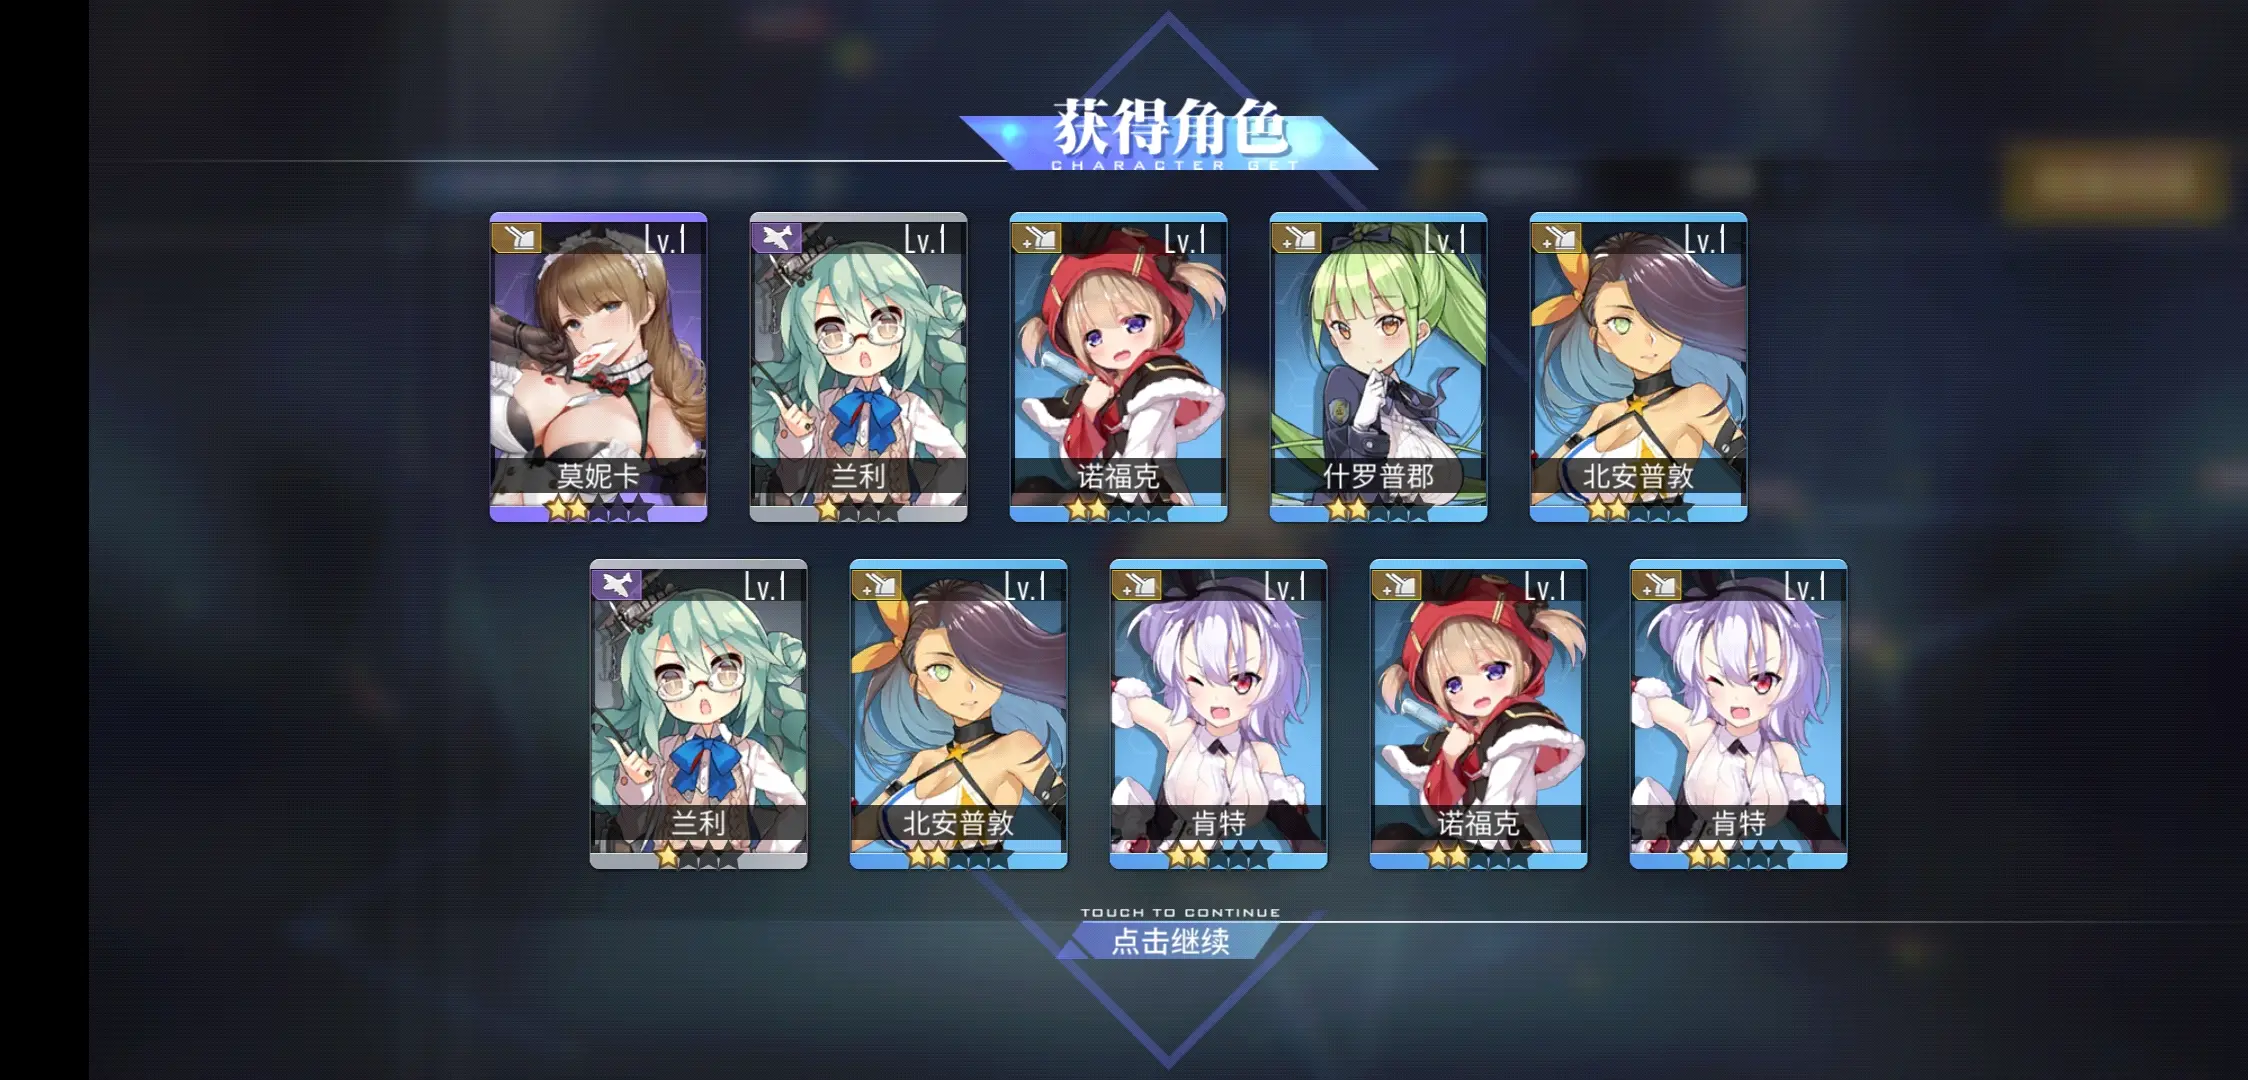 获得角色
CHARACTER GET
Lv.1
Lv.1
Lv.1
Lv.1
Lv.1
莫妮卡
兰利
诺福克
什罗普郡
北安普敦
Lv.1
Lv.1
Lv.1
Lv.1
Lv.1
兰利
北安普敦
肯特
诺福克
肯特
TOUCH TO CONTINUE
点击继续